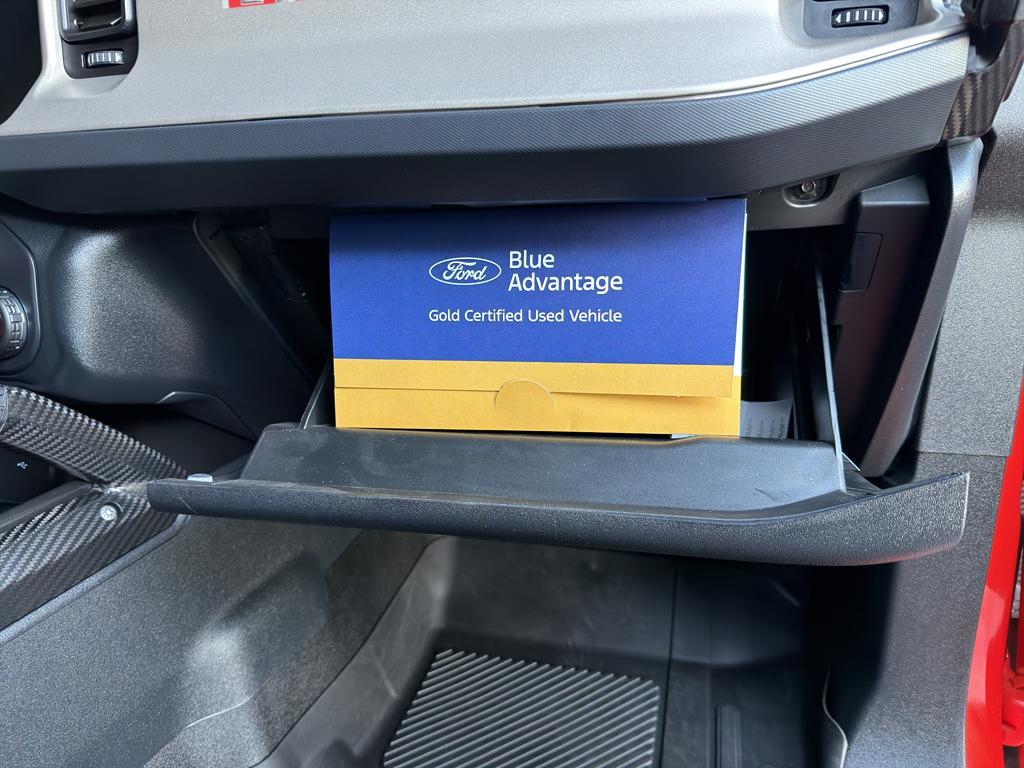 Ford
Blue
Advantage
Gold Certified Used Vehicle